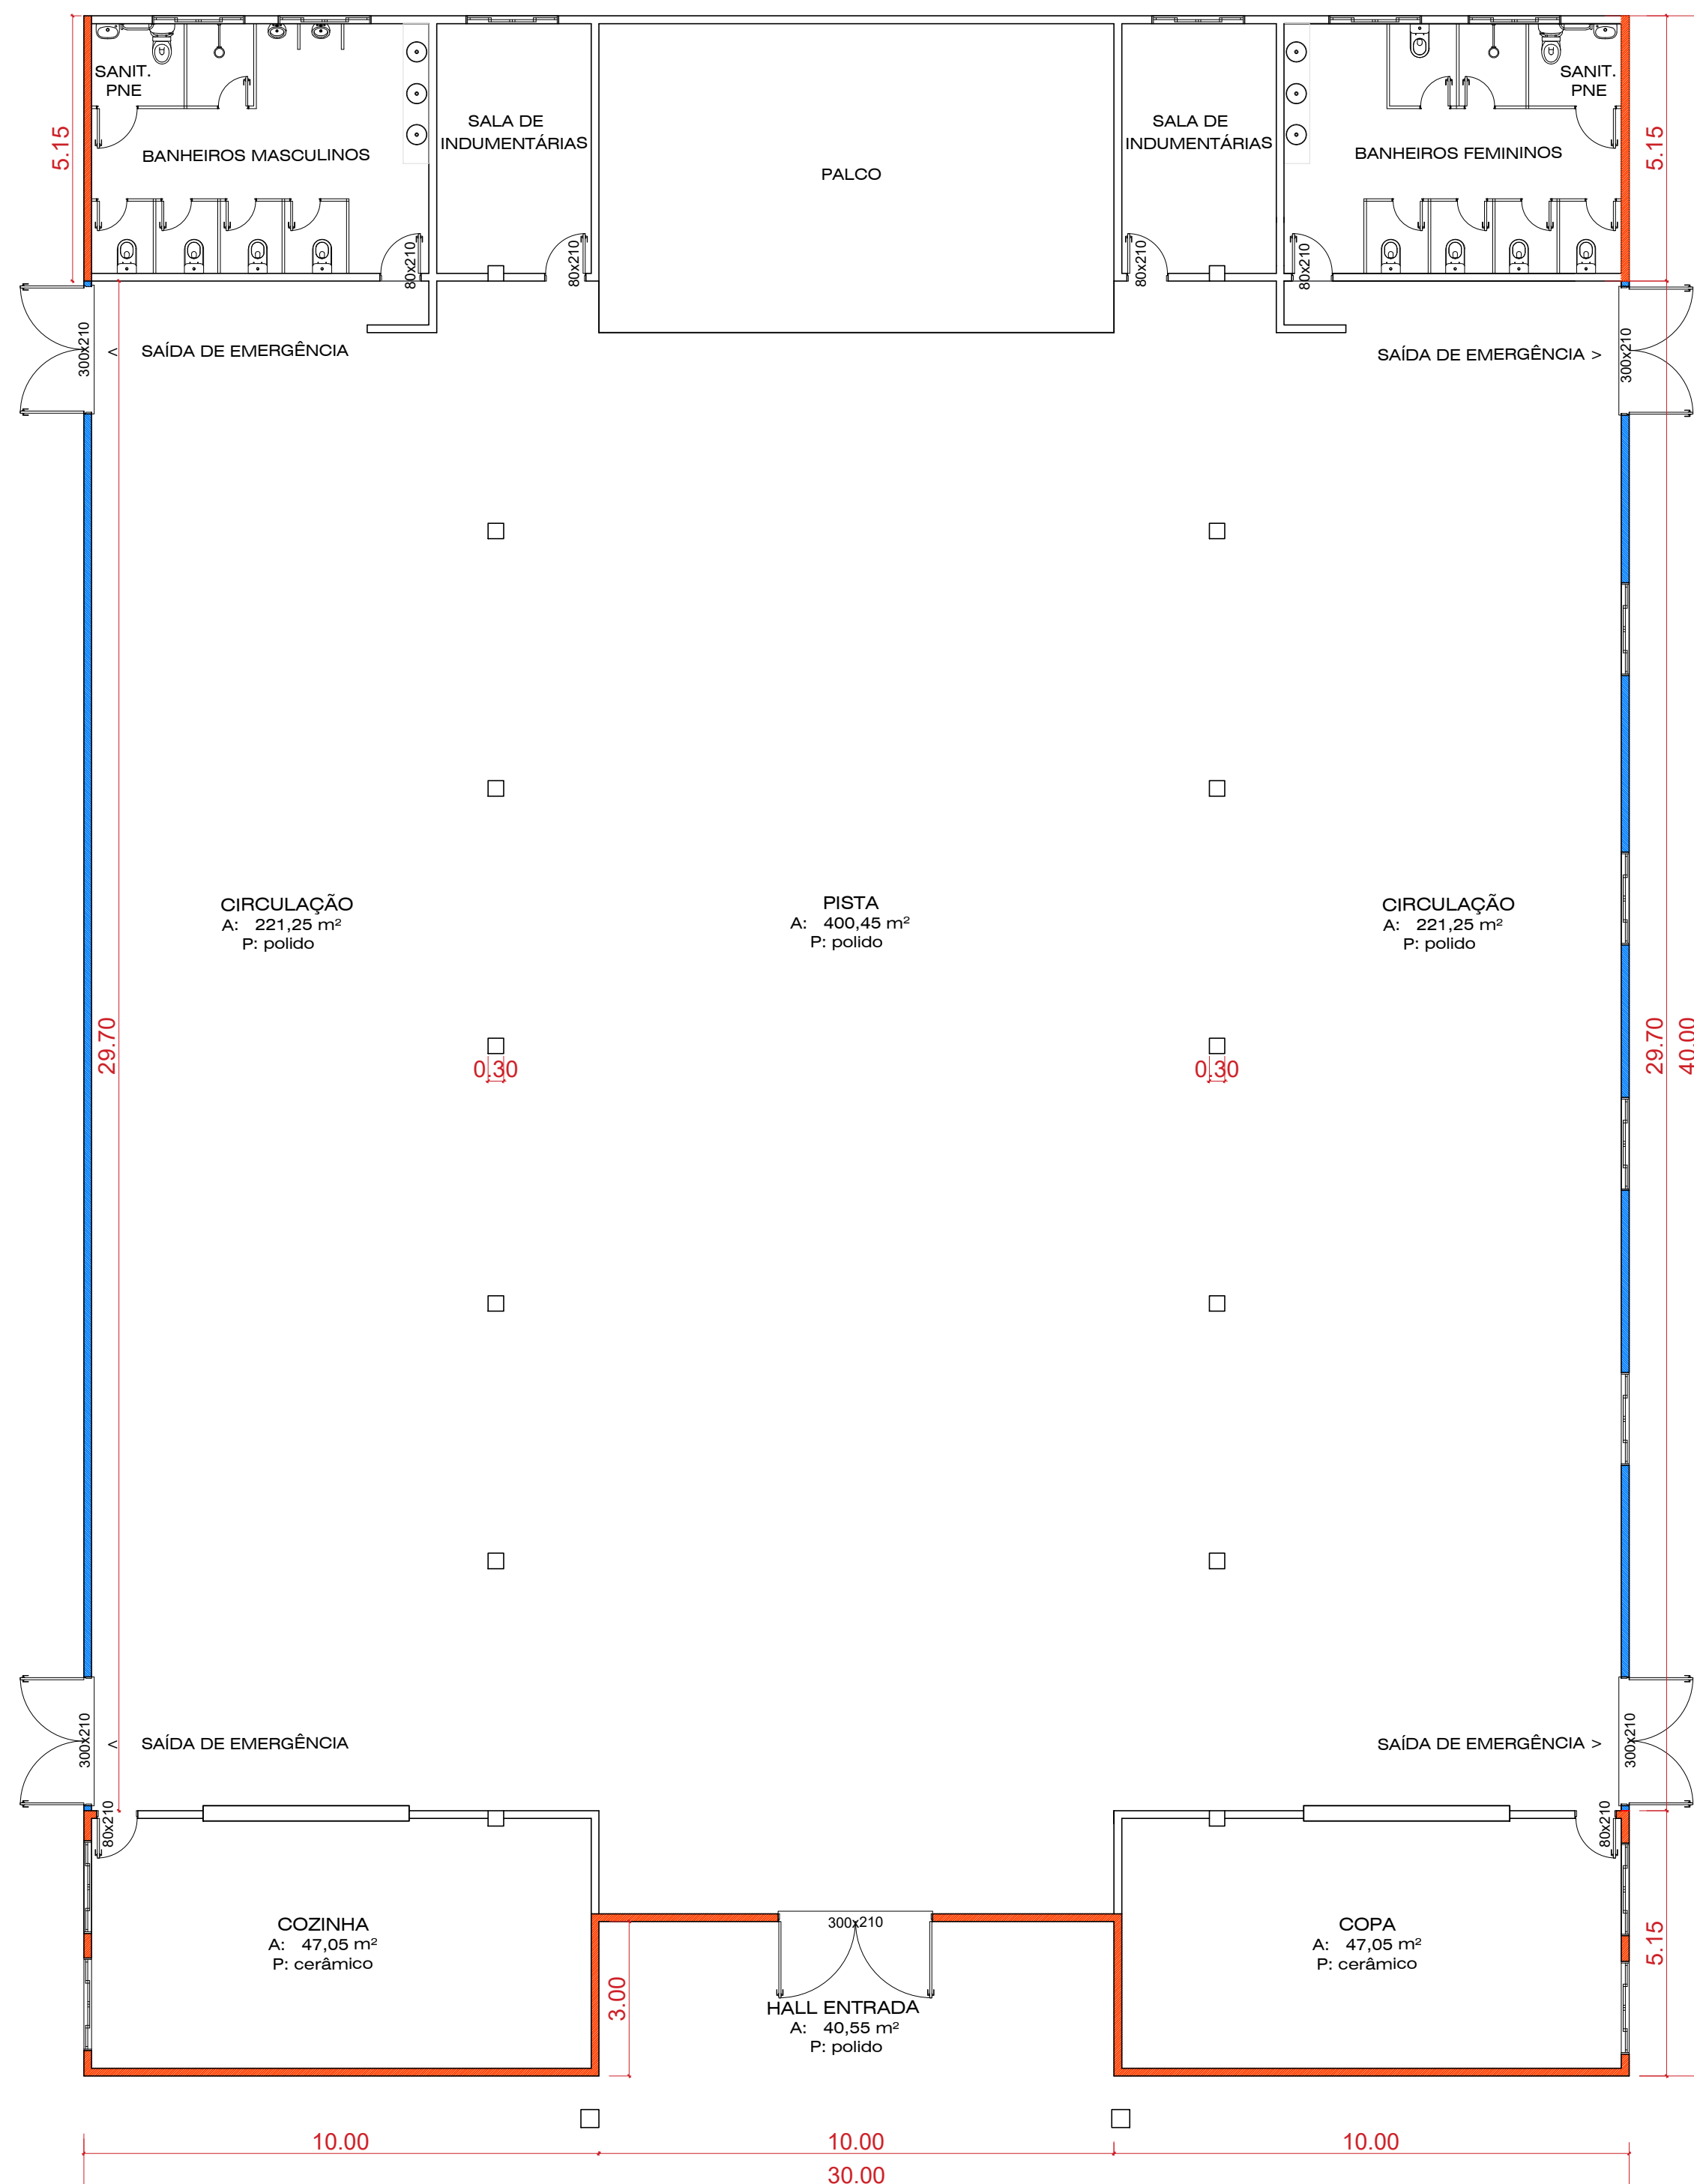 SANIT.
PNE
BANHEIROS MASCULINOS
SALA DE
INDUMENTÁRIAS
PALCO
SALA DE
INDUMENTÁRIAS
BANHEIROS FEMININOS
SANIT.
PNE
5.15
5.15
80x210
80x210
80x210
80x210
300x210
< SAÍDA DE EMERGÊNCIA
SAÍDA DE EMERGÊNCIA >
300x210
CIRCULAÇÃO
A: 221,25 m²
P: polido
PISTA
A: 400,45 m²
P: polido
CIRCULAÇÃO
A: 221,25 m²
P: polido
29.70
0.30
0.30
29.70
40.00
300x210
< SAÍDA DE EMERGÊNCIA
SAÍDA DE EMERGÊNCIA >
300x210
80x210
80x210
COZINHA
A: 47,05 m²
P: cerâmico
300x210
3.00
HALL ENTRADA
A: 40,55 m²
P: polido
COPA
A: 47,05 m²
P: cerâmico
5.15
10.00
10.00
10.00
30.00